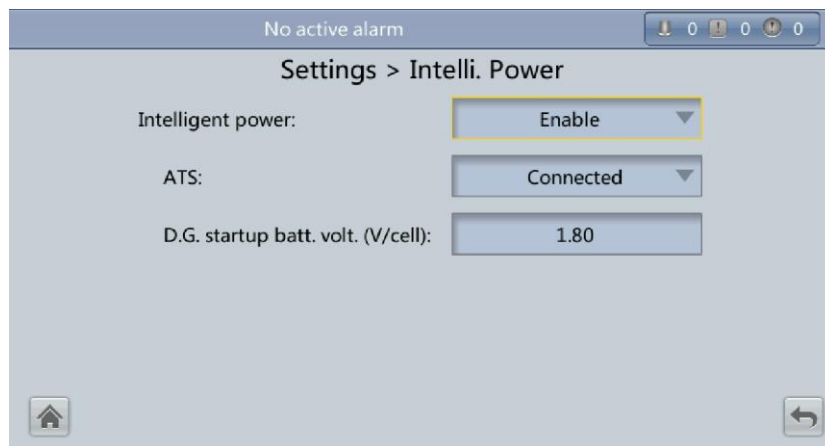 No active alarm 0 0 0
Settings > Intelli. Power
Intelligent power: Enable
ATS: Connected
D.G. startup batt. volt. (V/cell): 1.80